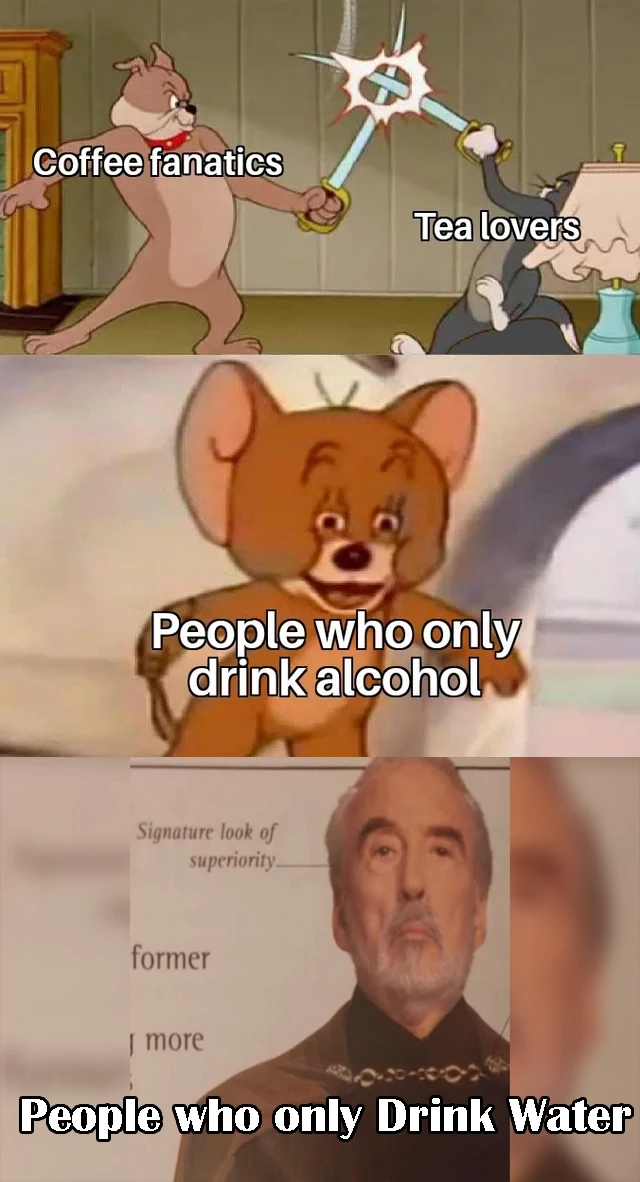 Coffee fanatics
Tea lovers
People who only
drink alcohol
Signature look of
superiority
former
more
People who only Drink Water